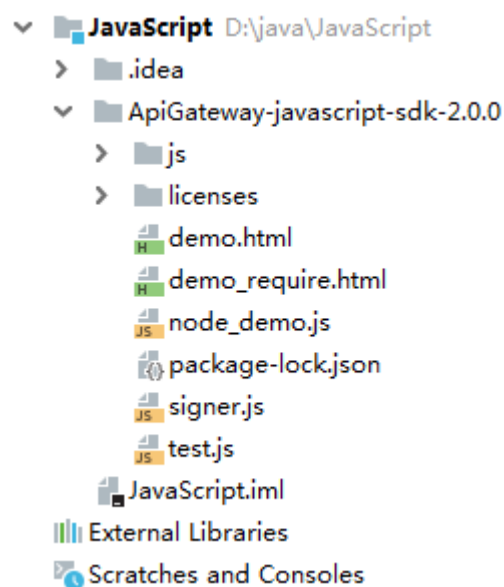 JavaScript D:\java\JavaScript
.idea
ApiGateway-javascript-sdk-2.0.0
js
licenses
demo.html
demo_require.html
node_demo.js
package-lock.json
signer.js
test.js
JavaScript.iml
External Libraries
Scratches and Consoles